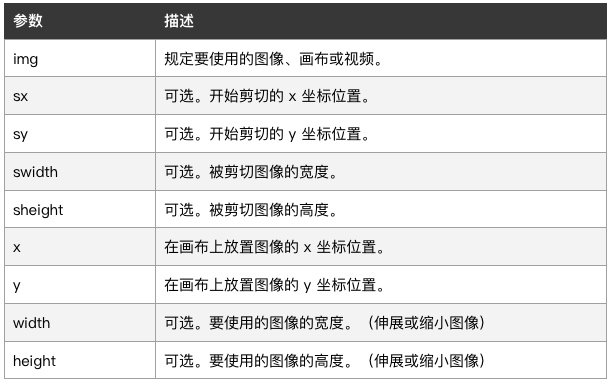 参数 描述
img 规定要使用的图像、画布或视频。
sx 可选。开始剪切的 x 坐标位置。
sy 可选。开始剪切的 y 坐标位置。
swidth 可选。被剪切图像的宽度。
sheight 可选。被剪切图像的高度。
x 在画布上放置图像的 x 坐标位置。
y 在画布上放置图像的 y 坐标位置。
width 可选。要使用的图像的宽度。（伸展或缩小图像）
height 可选。要使用的图像的高度。（伸展或缩小图像）